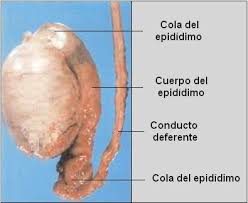 Cola del
epidídimo
Cuerpo del
epidídimo
Conducto
deferente
Cola del epidídimo